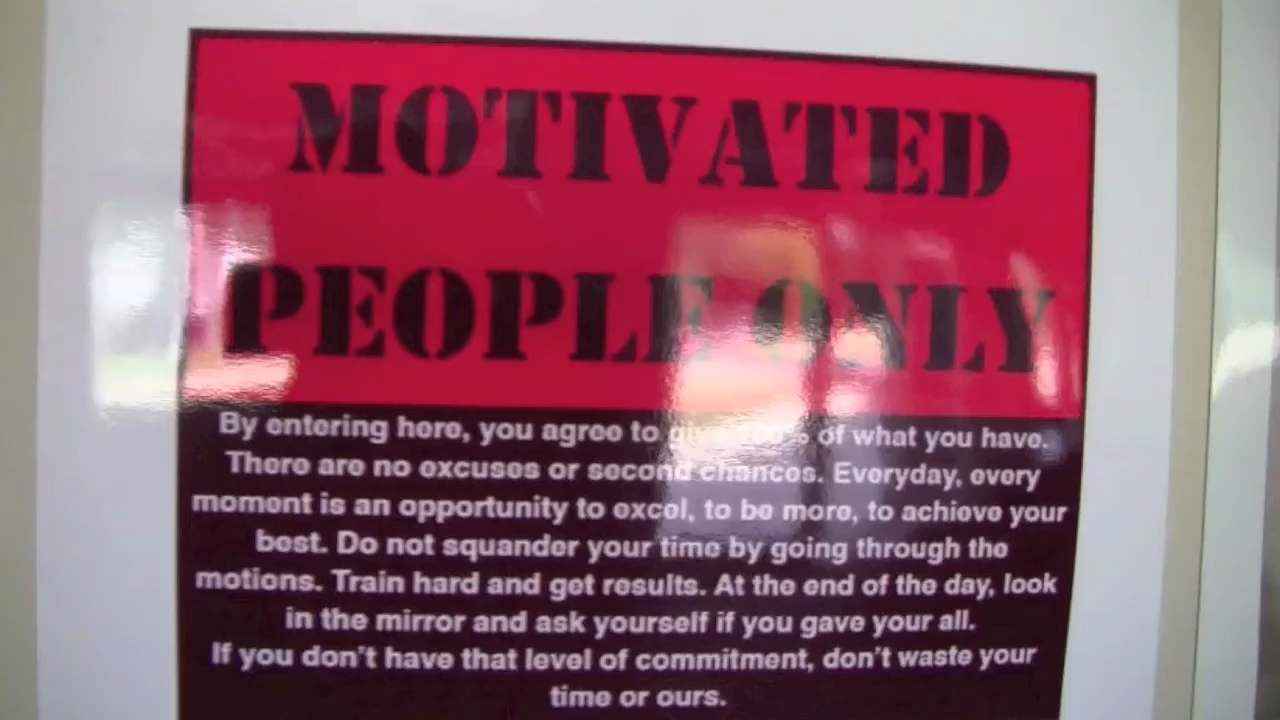 MOTIVATED
PEOPLE ONLY
By entering here, you agree to give 100% of what you have.
There are no excuses or second chances. Everyday, every
moment is an opportunity to excel, to be more, to achieve your
best. Do not squander your time by going through the
motions. Train hard and get results. At the end of the day, look
in the mirror and ask yourself if you gave your all.
If you don't have that level of commitment, don't waste your
time or ours.